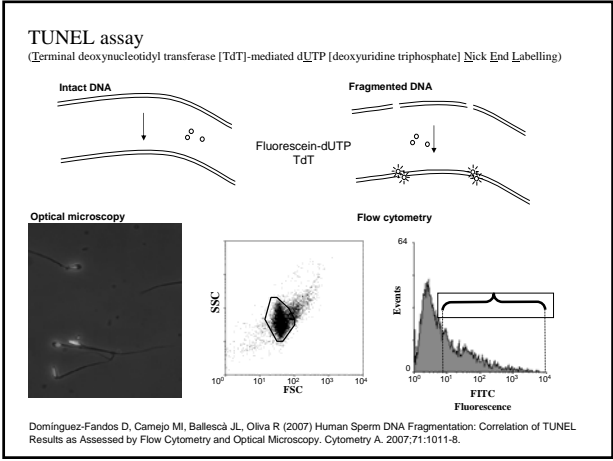 TUNEL assay
(Terminal deoxynucleotidyl transferase [TdT]-mediated dUTP [deoxyuridine triphosphate] Nick End Labelling)
Intact DNA
Fragmented DNA
Fluorescein-dUTP
TdT
Optical microscopy
Flow cytometry
SSC
10⁰ 10¹ 10² 10³ 10⁴
FSC
64
Events
0
10⁰ 10¹ 10² 10³ 10⁴
FITC
Fluorescence
Domínguez-Fandos D, Camejo MI, Ballescà JL, Oliva R (2007) Human Sperm DNA Fragmentation: Correlation of TUNEL
Results as Assessed by Flow Cytometry and Optical Microscopy. Cytometry A. 2007;71:1011-8.